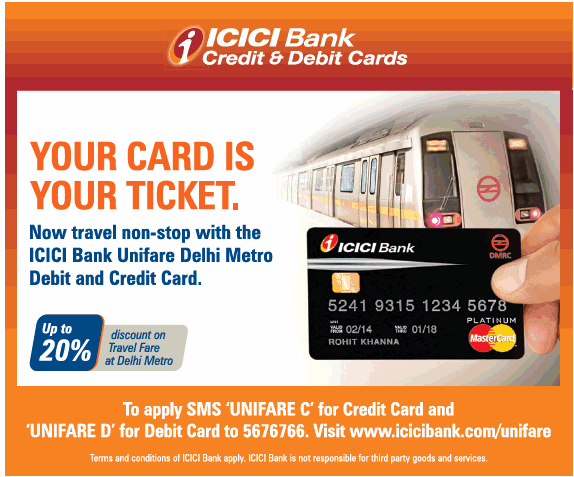 ICICI Bank
Credit & Debit Cards
YOUR CARD IS
YOUR TICKET.
Now travel non-stop with the
ICICI Bank Unifare Delhi Metro
Debit and Credit Card.
Up to
20%
discount on
Travel Fare
at Delhi Metro
ICICI Bank
DMRC
5241 9315 1234 5678
VALID FROM 02/14 VALID THRU 01/18
ROHIT KHANNA
PLATINUM
MasterCard
To apply SMS 'UNIFARE C' for Credit Card and
'UNIFARE D' for Debit Card to 5676766. Visit www.icicibank.com/unifare
Terms and conditions of ICICI Bank apply. ICICI Bank is not responsible for third party goods and services.